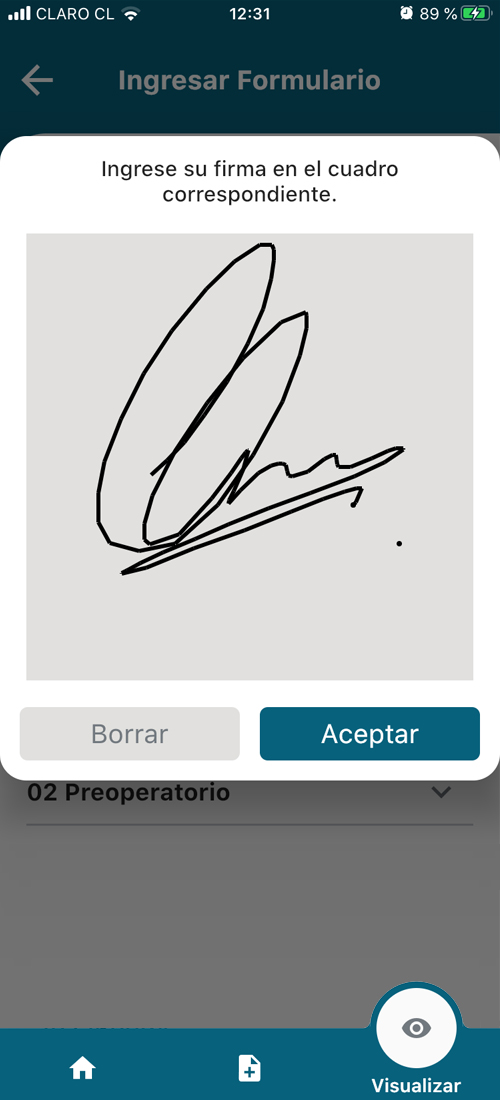 CLARO CL 12:31 89 %
Ingresar Formulario
Ingrese su firma en el cuadro
correspondiente.
Borrar Aceptar
02 Preoperatorio
Visualizar